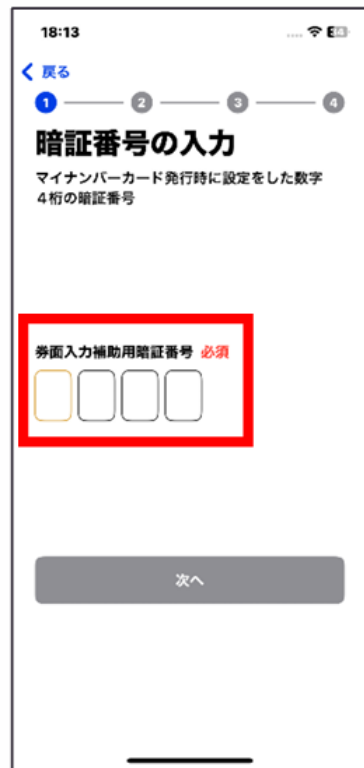 18:13
戻る
1 2 3 4
暗証番号の入力
マイナンバーカード発行時に設定をした数字
4桁の暗証番号
券面入力補助用暗証番号 必須
次へ